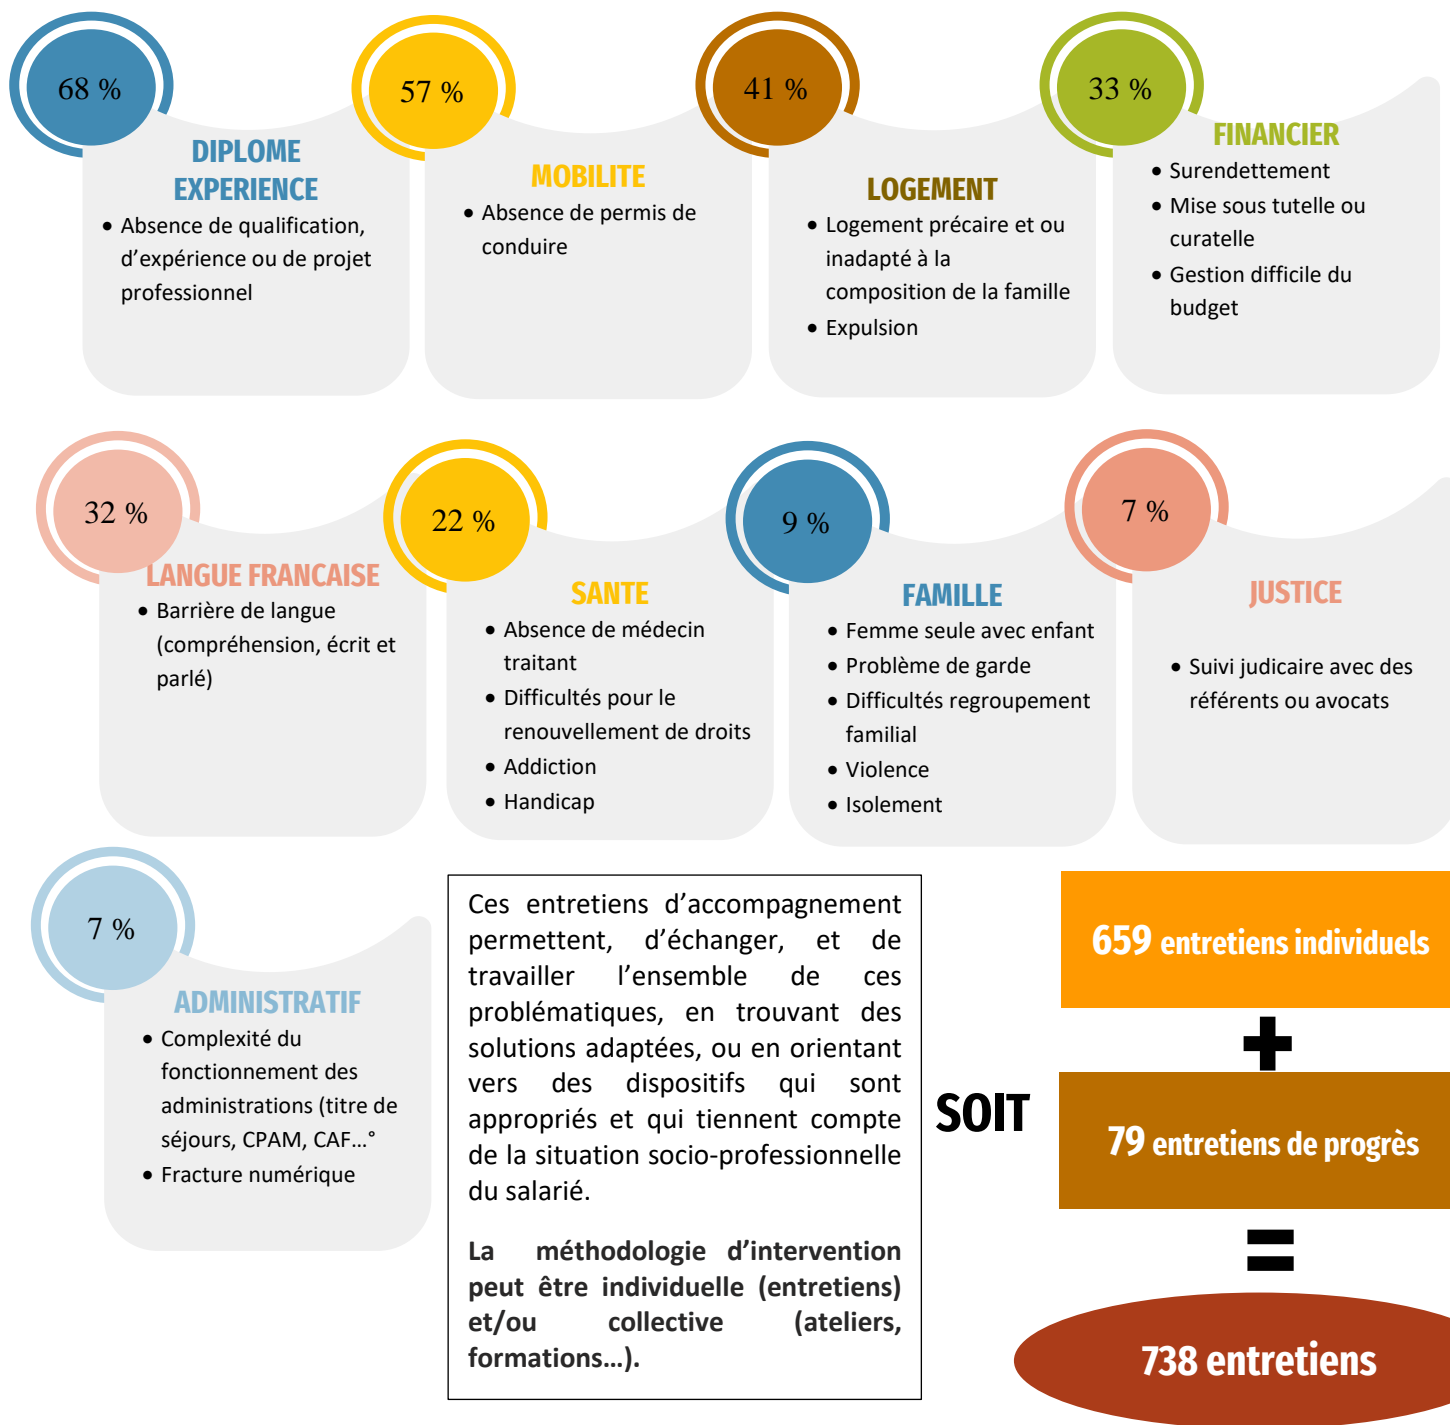 68 %
DIPLOME
EXPERIENCE
• Absence de qualification,
d’expérience ou de projet
professionnel
57 %
MOBILITE
• Absence de permis de
conduire
41 %
LOGEMENT
• Logement précaire et ou
inadapté à la
composition de la famille
• Expulsion
33 %
FINANCIER
• Surendettement
• Mise sous tutelle ou
curatelle
• Gestion difficile du
budget
32 %
LANGUE FRANCAISE
• Barrière de langue
(compréhension, écrit et
parlé)
22 %
SANTE
• Absence de médecin
traitant
• Difficultés pour le
renouvellement de droits
• Addiction
• Handicap
9 %
FAMILLE
• Femme seule avec enfant
• Problème de garde
• Difficultés regroupement
familial
• Violence
• Isolement
7 %
JUSTICE
• Suivi judicaire avec des
référents ou avocats
7 %
ADMINISTRATIF
• Complexité du
fonctionnement des
administrations (titre de
séjours, CPAM, CAF…°
• Fracture numérique
Ces entretiens d’accompagnement
permettent, d’échanger, et de
travailler l’ensemble de ces
problématiques, en trouvant des
solutions adaptées, ou en orientant
vers des dispositifs qui sont
appropriés et qui tiennent compte
de la situation socio-professionnelle
du salarié.
La méthodologie d’intervention
peut être individuelle (entretiens)
et/ou collective (ateliers,
formations…).
SOIT
659 entretiens individuels
+
79 entretiens de progrès
=
738 entretiens